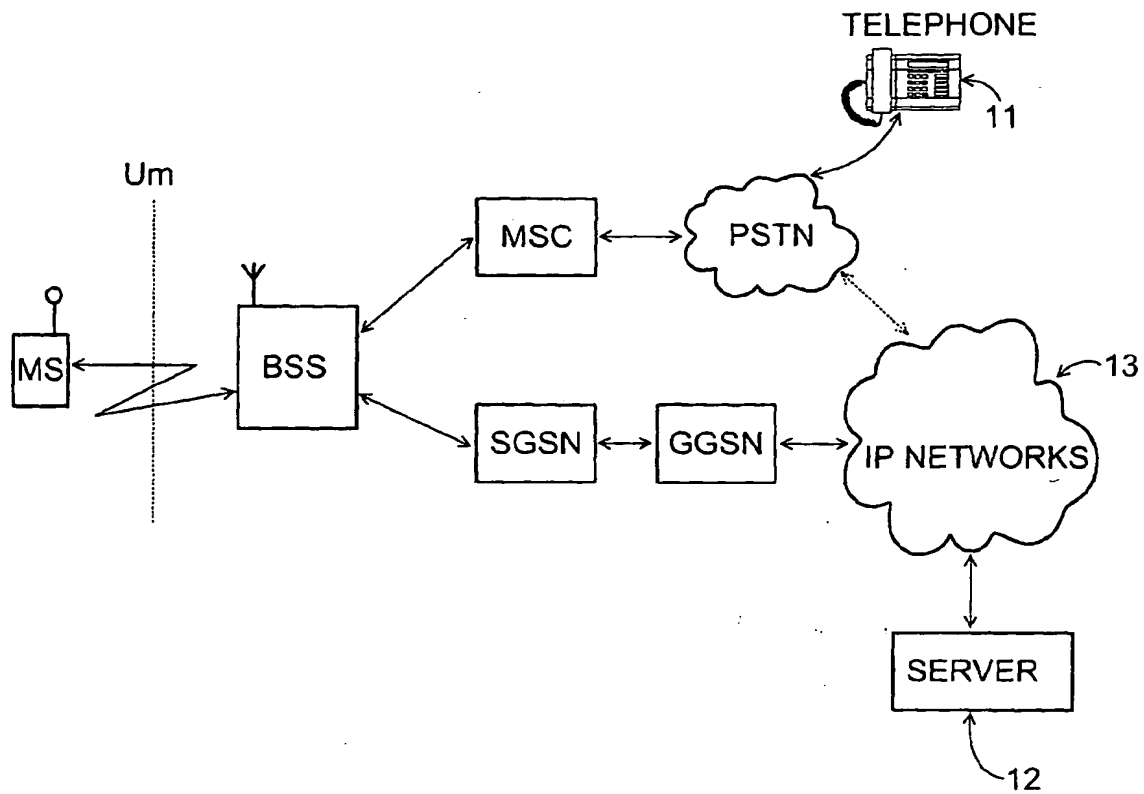 TELEPHONE
11
Um
MSC
PSTN
MS
BSS
13
SGSN
GGSN
IP NETWORKS
SERVER
12